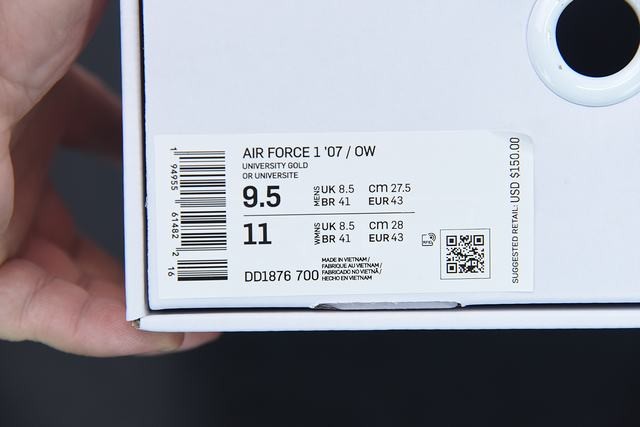 AIR FORCE 1 '07 / OW
UNIVERSITY GOLD
OR UNIVERSITE
9.5 MENS UK 8.5 cm 27.5
BR 41 EUR 43
11 WMNS UK 8.5 cm 28
BR 41 EUR 43
DD1876 700
MADE IN VIETNAM /
FABRIQUE AU VIETNAM /
FABRICADO NO VIETNÃ /
HECHO EN VIETNAM
1 94955 61482 2 16
SUGGESTED RETAIL: USD $150.00